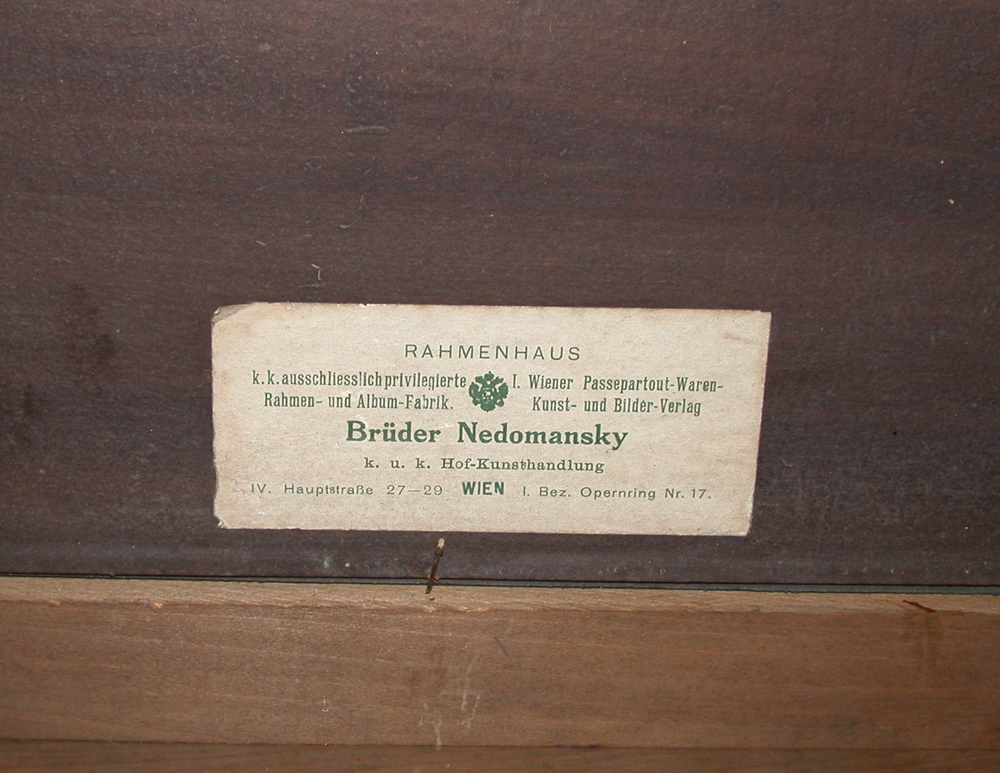 RAHMENHAUS
k.k.ausschliesslich privilegierte I. Wiener Passepartout-Waren-
Rahmen- und Album-Fabrik. Kunst- und Bilder-Verlag
Brüder Nedomansky
k. u. k. Hof-Kunsthandlung
IV. Hauptstraße 27—29 WIEN I. Bez. Opernring Nr. 17.